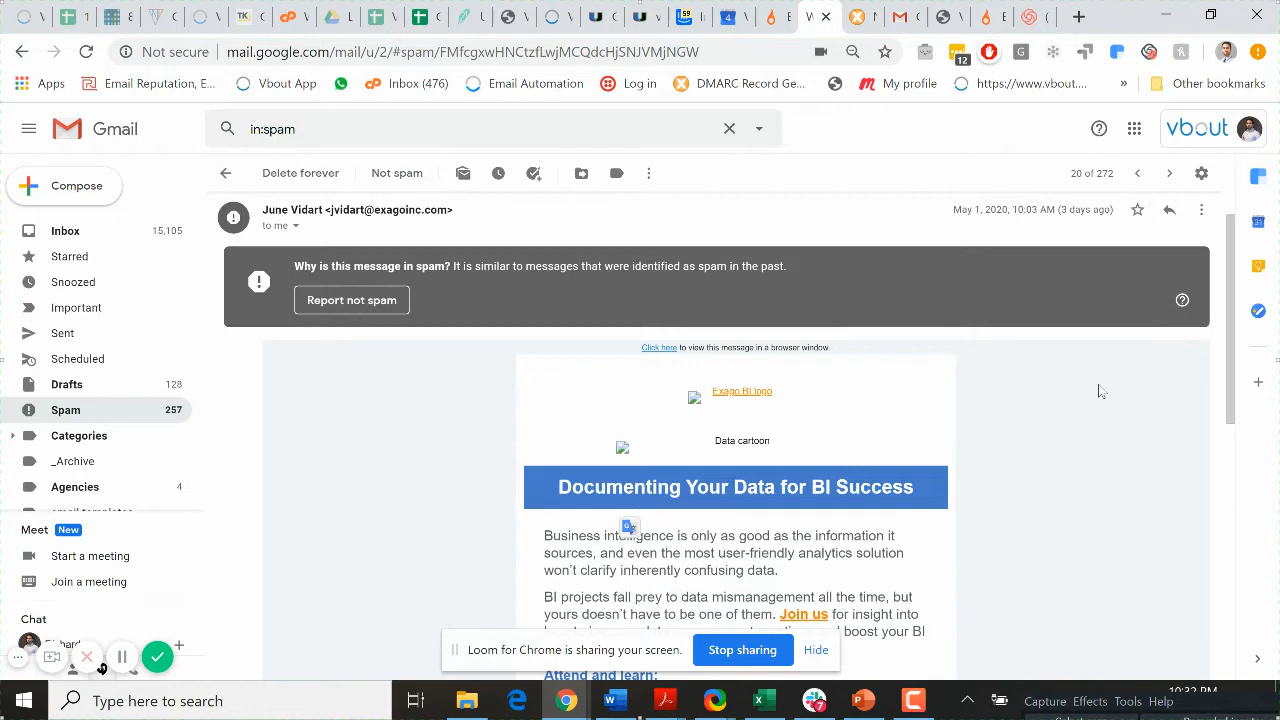 Not secure
mail.google.com/mail/u/2/#spam/FMfcgxwHNCtzfLwjMCQdcHjSNJVMjNGW
12
Apps
Email Reputation, E...
Vbout App
Inbox (476)
Email Automation
Log in
DMARC Record Ge...
My profile
https://www.vbout....
»
Other bookmarks
Gmail
in:spam
vbout
Compose
Delete forever
Not spam
20 of 272
June Vidart <jvidart@exagoinc.com>
May 1, 2020, 10:03 AM (3 days ago)
to me
Inbox
15,105
Starred
Snoozed
Important
Sent
Scheduled
Drafts
128
Spam
257
Categories
_Archive
Agencies
4
email templates
Meet
New
Start a meeting
Join a meeting
Chat
Why is this message in spam? It is similar to messages that were identified as spam in the past.
Report not spam
Click here to view this message in a browser window.
Exago BI logo
Data cartoon
Documenting Your Data for BI Success
Business intelligence is only as good as the information it
sources, and even the most user-friendly analytics solution
won't clarify inherently confusing data.
BI projects fall prey to data mismanagement all the time, but
yours doesn't have to be one of them. Join us for insight into
boost your BI
Attend and learn:
Loom for Chrome is sharing your screen.
Stop sharing
Hide
Type here to search
10:32 PM
Capture Effects Tools Help